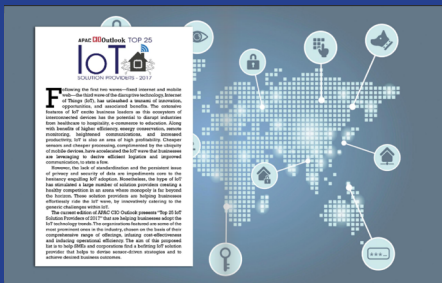 APAC CIOoutlook TOP 25
IoT
SOLUTION PROVIDERS - 2017
Following the first two waves—fixed internet and mobile
web—the third wave of the disruptive technology, Internet
of Things (IoT), has unleashed a tsunami of innovation,
opportunities, and associated benefits. The extensive
features of IoT enable business leaders as this ecosystem of
interconnected devices has the potential to disrupt industries
from healthcare to hospitality, e-commerce to education. Along
with benefits of higher efficiency, energy conservation, remote
monitoring, heightened communications, and increased
productivity, IoT is also an area of high profitability. Cheaper
sensors and cheaper processing, complimented by the ubiquity
of mobile devices, have accelerated the IoT wave that businesses
are leveraging to derive efficient logistics and improved
communication, to state a few.
However, the lack of standardization and the persistent issue
of privacy and security of data are impediments core to the
hesitancy engulfing IoT adoption. Nonetheless, the hype of IoT
has stimulated a large number of solution providers creating a
healthy competition in an arena where monopoly is far beyond
the horizon. These solution providers are helping businesses
effortlessly ride the IoT wave, by innovatively catering to the
generic challenges within IoT.
The current edition of APAC CIO Outlook presents "Top 25 IoT
Solution Providers of 2017" that are helping businesses adopt the
IoT technology trends. The organizations featured are some of the
most prominent ones in the industry, chosen on the basis of their
comprehensive range of offerings, inducing cost-effectiveness
and inducing operational efficiency. The aim of this proposed
list is to help SMEs and corporations find a befitting IoT solution
provider that helps to devise sensor-driven strategies and to
achieve desired business outcomes.